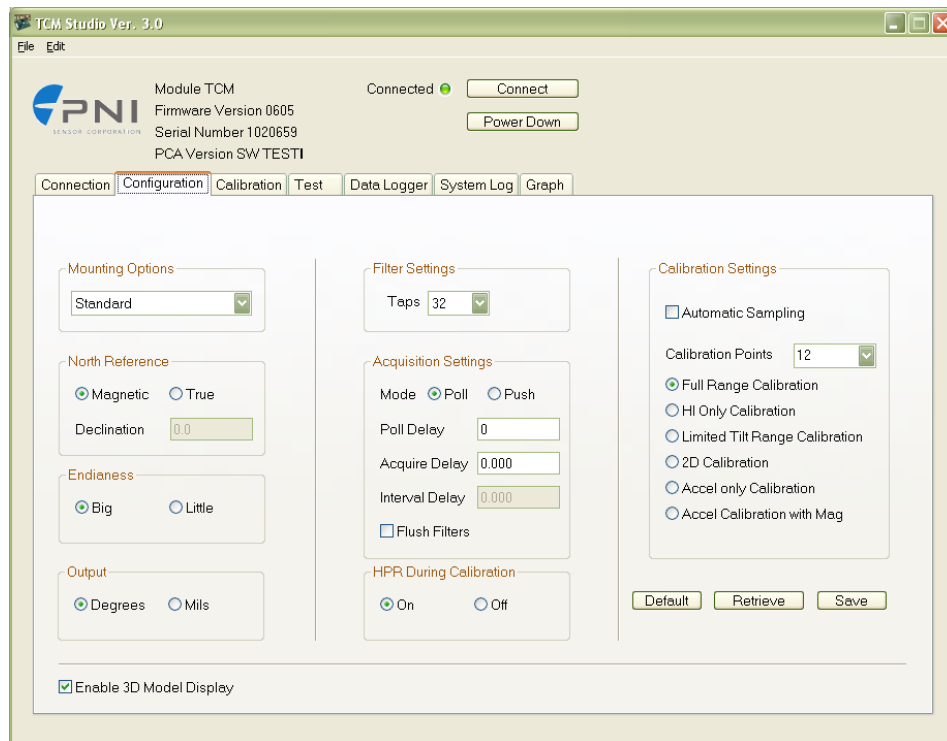 TCM Studio Ver. 3.0
File Edit
PNI
SENSOR CORPORATION
Module TCM
Firmware Version 0605
Serial Number 1020659
PCA Version SW TESTI
Connected
Connect
Power Down
Connection Configuration Calibration Test Data Logger System Log Graph
Mounting Options
Standard
North Reference
Magnetic True
Declination 0.0
Endianess
Big Little
Output
Degrees Mils
Filter Settings
Taps 32
Acquisition Settings
Mode Poll Push
Poll Delay 0
Acquire Delay 0.000
Interval Delay 0.000
Flush Filters
HPR During Calibration
On Off
Calibration Settings
Automatic Sampling
Calibration Points 12
Full Range Calibration
HI Only Calibration
Limited Tilt Range Calibration
2D Calibration
Accel only Calibration
Accel Calibration with Mag
Default Retrieve Save
Enable 3D Model Display